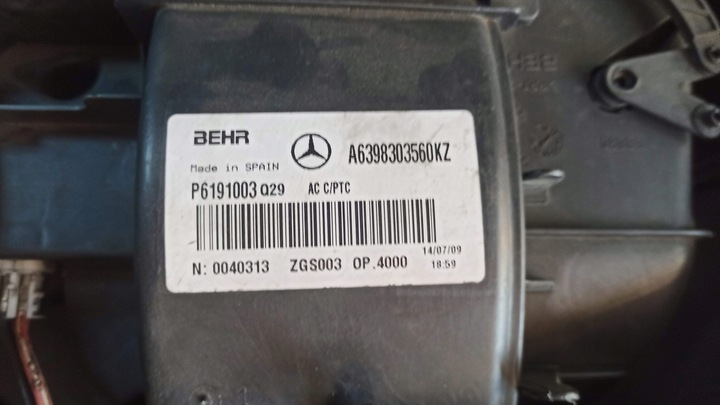 BEHR
A6398303560KZ
Made in SPAIN
P6191003 Q29 AC C/PTC
14/07/09
N: 0040313 ZGS003 OP.4000 18:59